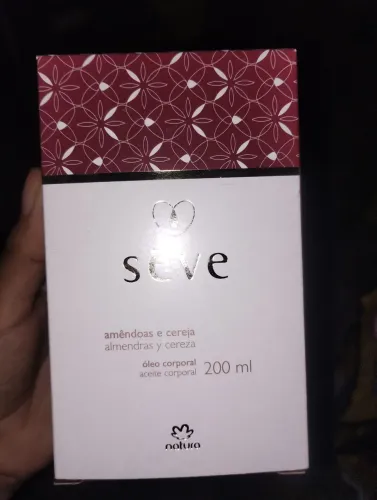 sève
amêndoas e cereja
almendras y cereza
óleo corporal
aceite corporal 200 ml
natura